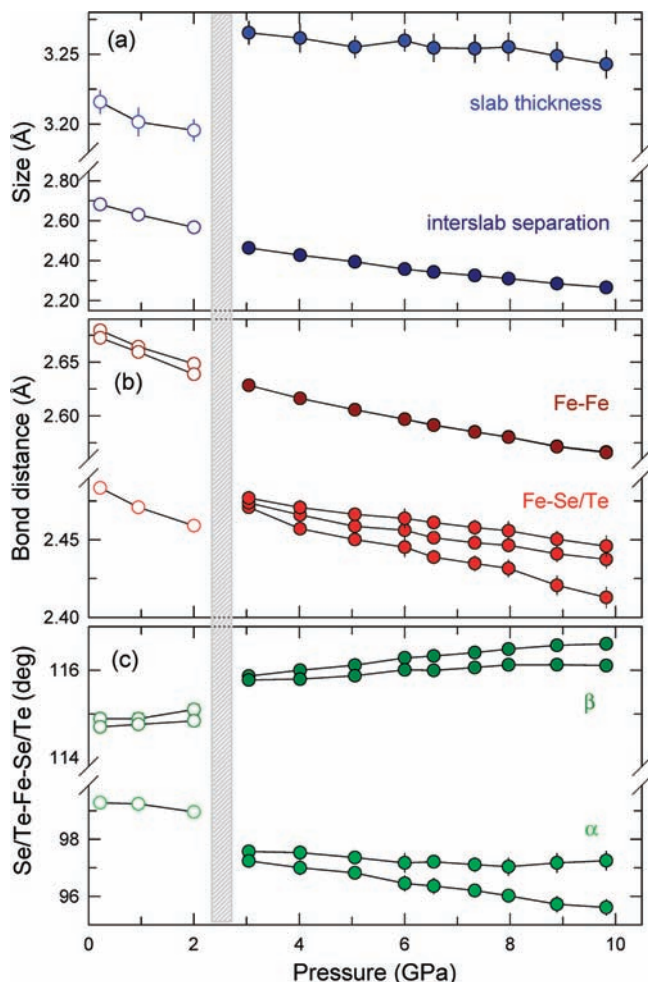 (a)
3.25
slab thickness
3.20
Size (Å)
2.80
2.60
interslab separation
2.40
2.20
2.65
(b)
Fe-Fe
2.60
Bond distance (Å)
Fe-Se/Te
2.45
2.40
(c)
116
β
114
Se/Te-Fe-Se/Te (deg)
98
α
97
96
0 2 4 6 8 10
Pressure (GPa)